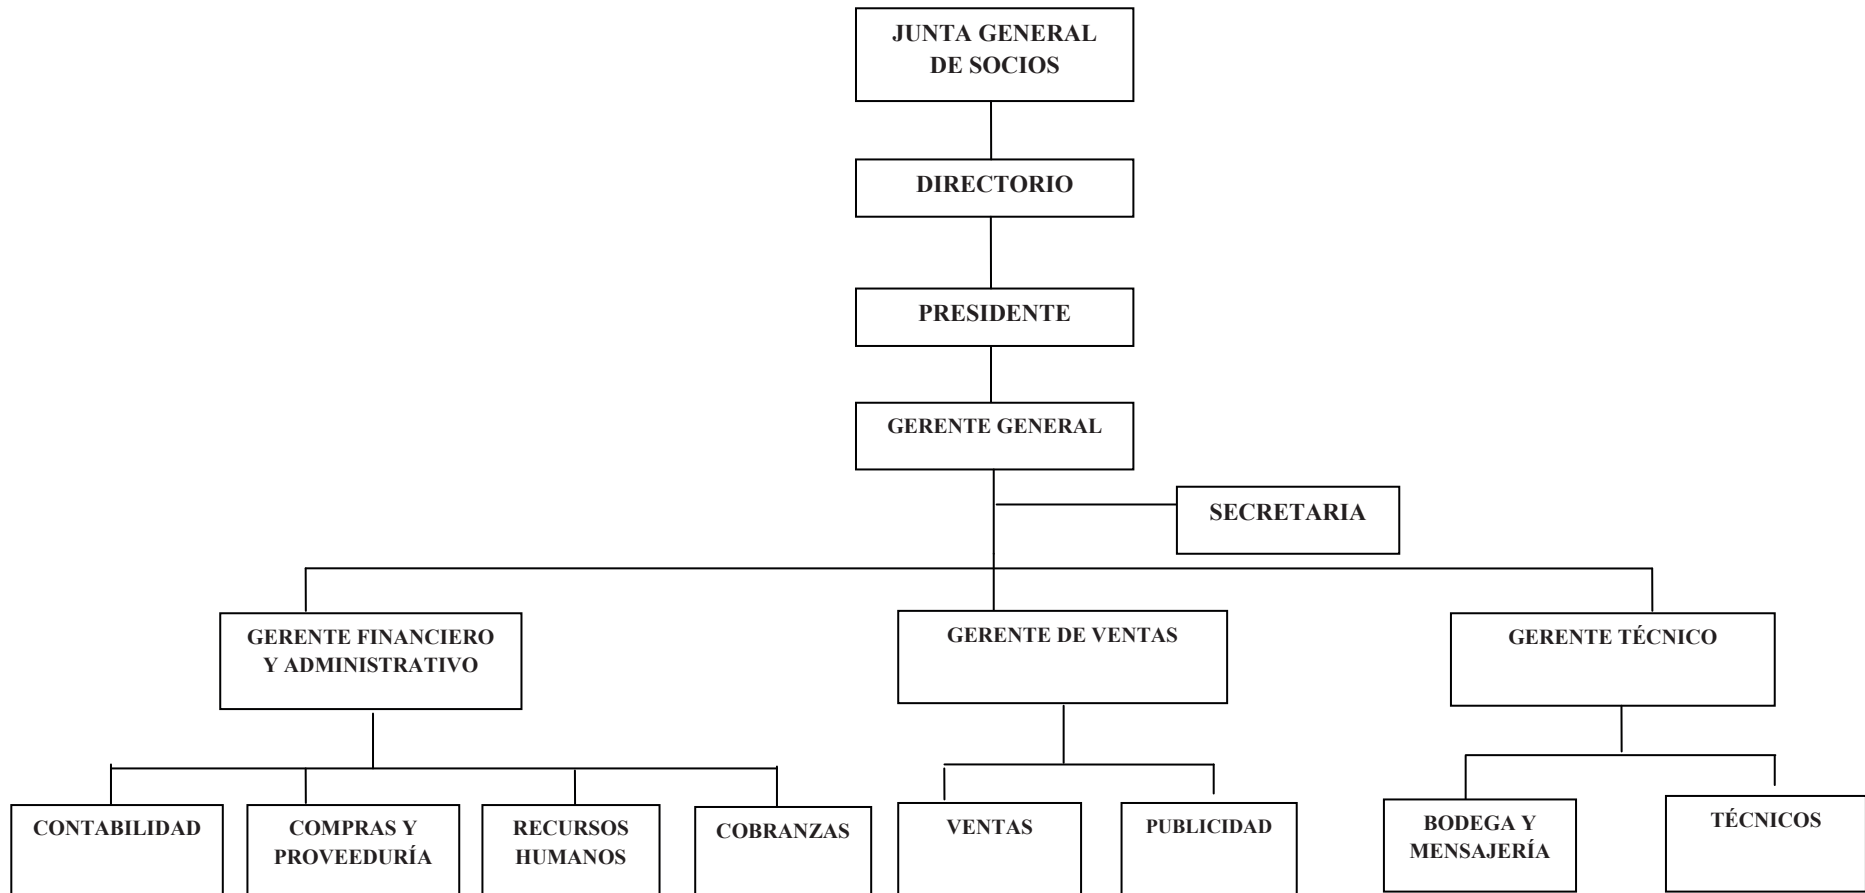 JUNTA GENERAL
DE SOCIOS
DIRECTORIO
PRESIDENTE
GERENTE GENERAL
SECRETARIA
GERENTE FINANCIERO
Y ADMINISTRATIVO
GERENTE DE VENTAS
GERENTE TÉCNICO
CONTABILIDAD
COMPRAS Y
PROVEEDURÍA
RECURSOS
HUMANOS
COBRANZAS
VENTAS
PUBLICIDAD
BODEGA Y
MENSAJERÍA
TÉCNICOS